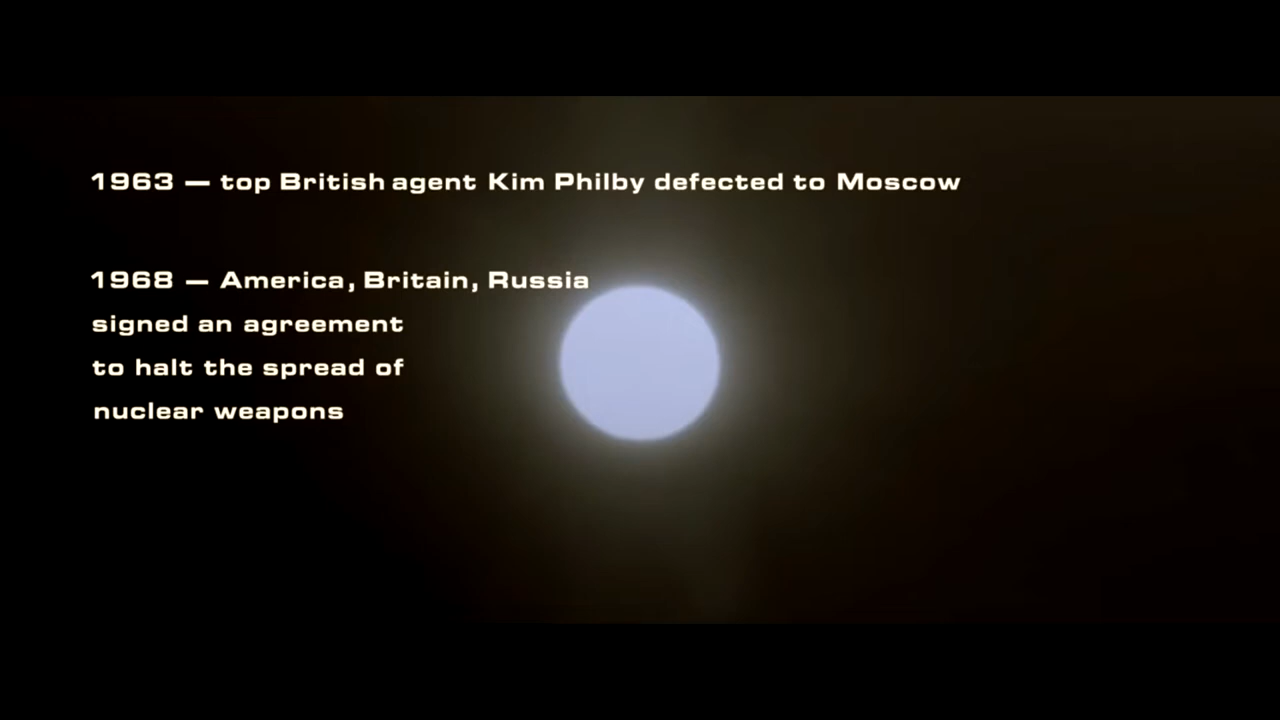 1963 — top British agent Kim Philby defected to Moscow
1968 — America, Britain, Russia
signed an agreement
to halt the spread of
nuclear weapons